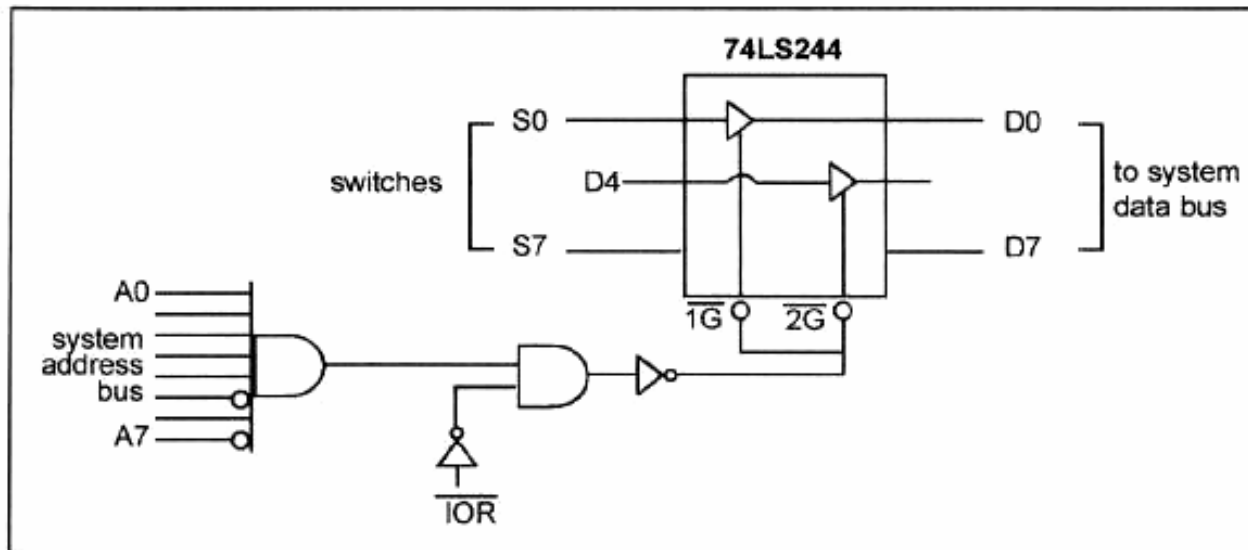 74LS244
S0
D0
switches
D4
to system
data bus
S7
D7
A0
1G
2G
system
address
bus
A7
IOR